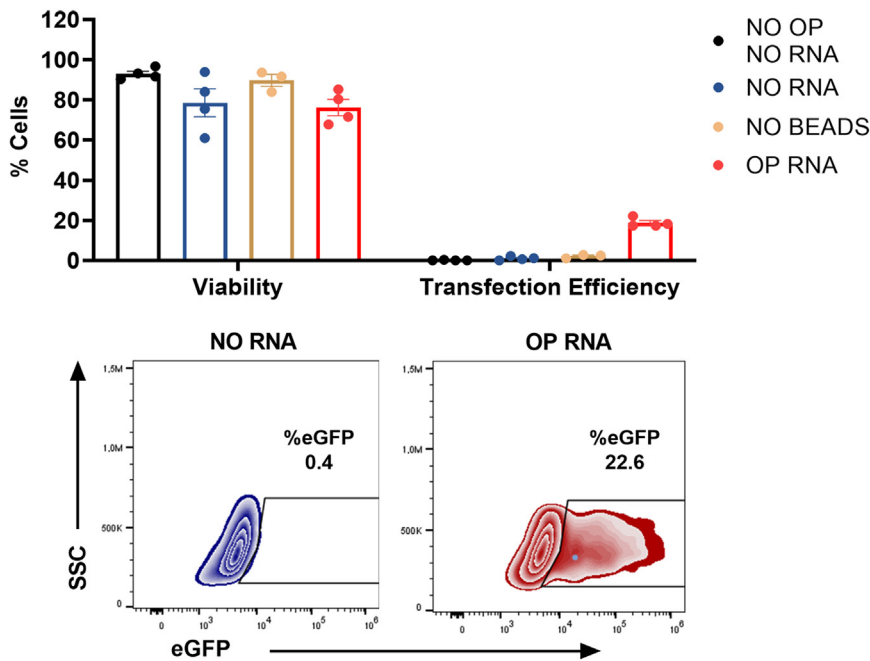 120
100
80
60
40
20
0
% Cells
Viability
Transfection Efficiency
NO OP
NO RNA
NO RNA
NO BEADS
OP RNA
NO RNA
1,5M
1,0M
500K
0
%eGFP
0.4
0
10³
10⁴
10⁵
10⁶
SSC
eGFP
OP RNA
1,5M
1,0M
500K
0
%eGFP
22.6
0
10³
10⁴
10⁵
10⁶